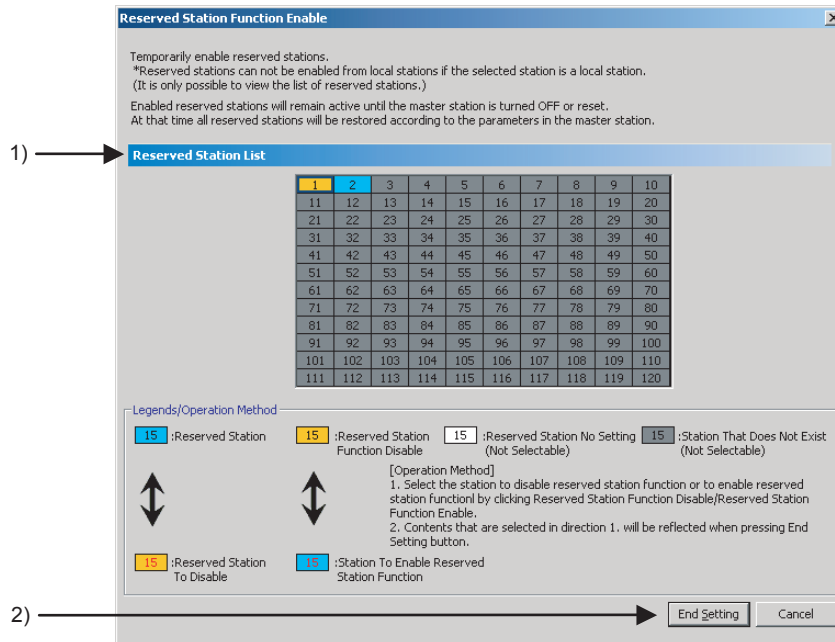 Reserved Station Function Enable
Temporarily enable reserved stations.
*Reserved stations can not be enabled from local stations if the selected station is a local station.
(It is only possible to view the list of reserved stations.)
Enabled reserved stations will remain active until the master station is turned OFF or reset.
At that time all reserved stations will be restored according to the parameters in the master station.
1)
Reserved Station List
1 2 3 4 5 6 7 8 9 10
11 12 13 14 15 16 17 18 19 20
21 22 23 24 25 26 27 28 29 30
31 32 33 34 35 36 37 38 39 40
41 42 43 44 45 46 47 48 49 50
51 52 53 54 55 56 57 58 59 60
61 62 63 64 65 66 67 68 69 70
71 72 73 74 75 76 77 78 79 80
81 82 83 84 85 86 87 88 89 90
91 92 93 94 95 96 97 98 99 100
101 102 103 104 105 106 107 108 109 110
111 112 113 114 115 116 117 118 119 120
Legends/Operation Method
15 :Reserved Station
15 :Reserved Station
Function Disable
15 :Reserved Station No Setting
(Not Selectable)
15 :Station That Does Not Exist
(Not Selectable)
[Operation Method]
1. Select the station to disable reserved station function or to enable reserved
station functionl by clicking Reserved Station Function Disable/Reserved Station
Function Enable.
2. Contents that are selected in direction 1. will be reflected when pressing End
Setting button.
15 :Reserved Station
To Disable
15 :Station To Enable Reserved
Station Function
2)
End Setting
Cancel